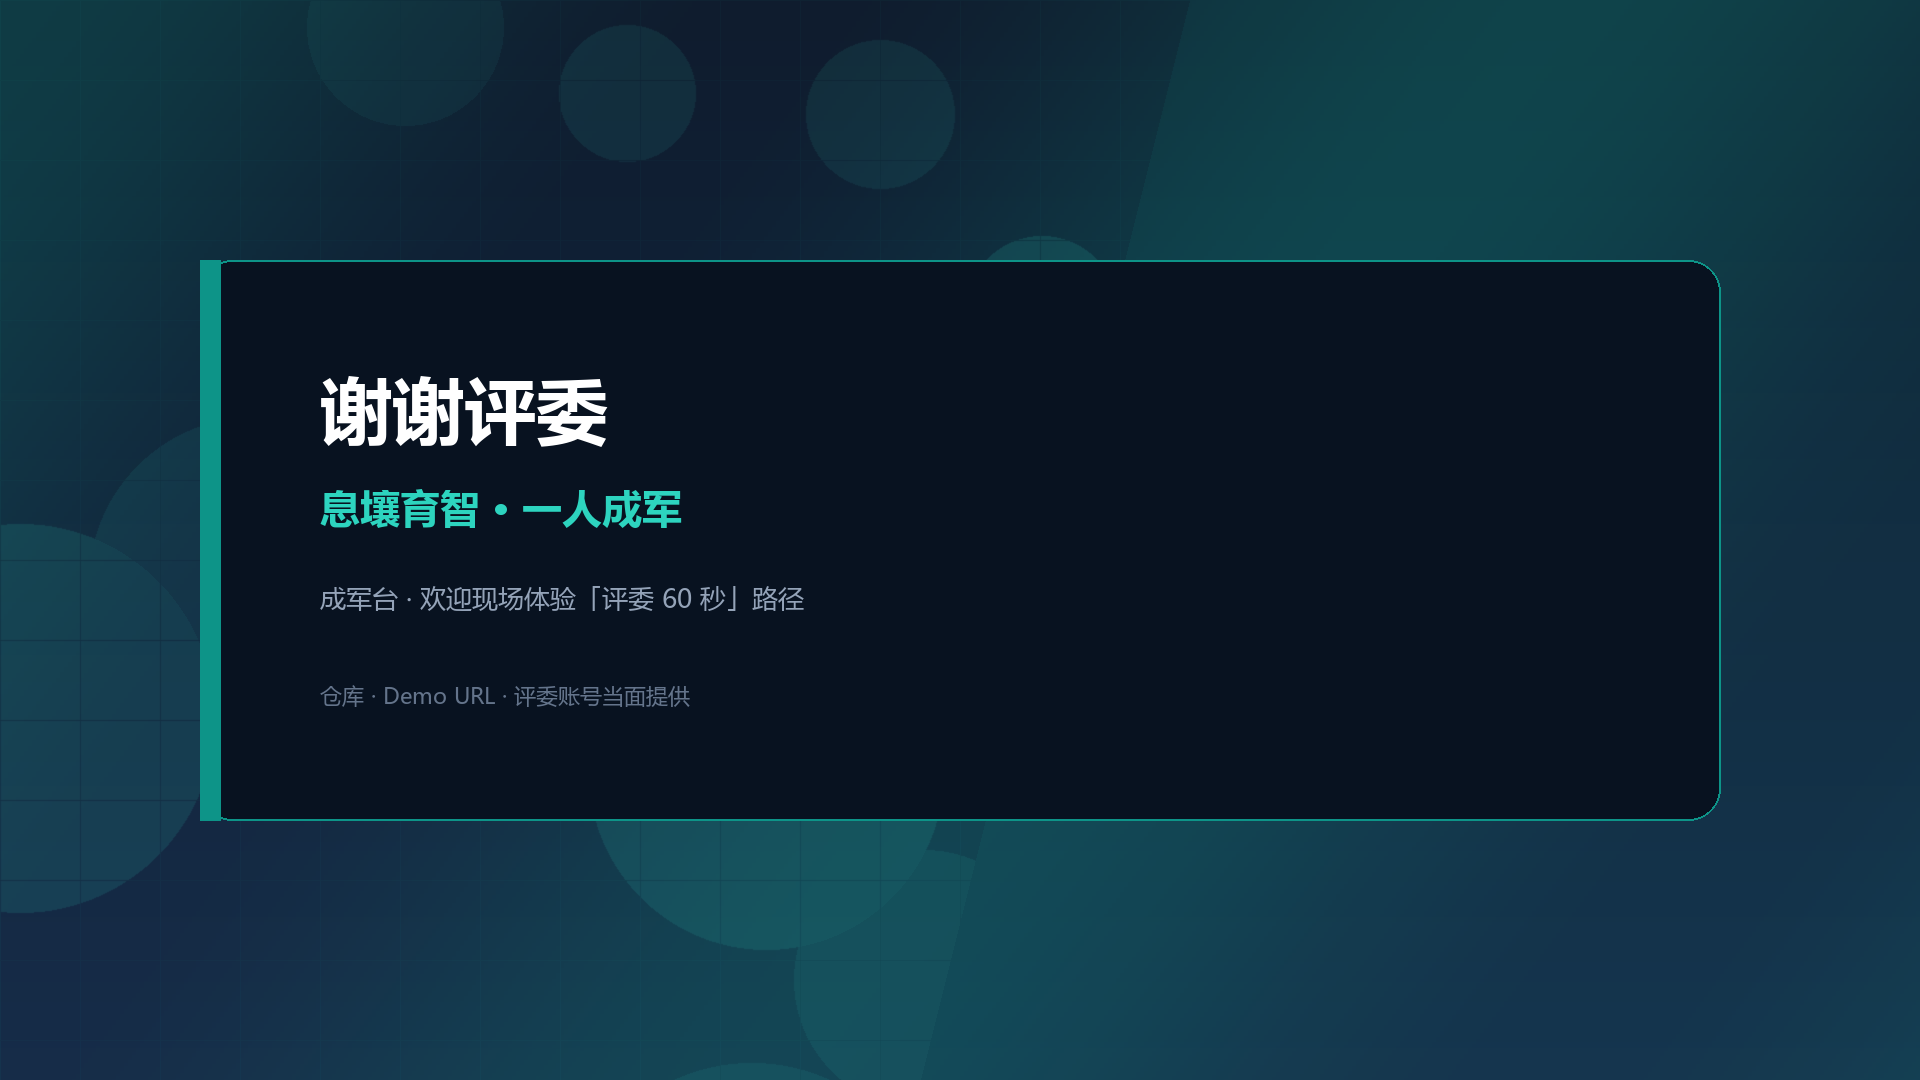 谢谢评委
息壤育智 • 一人成军
成军台 · 欢迎现场体验「评委 60 秒」路径
仓库 · Demo URL · 评委账号当面提供